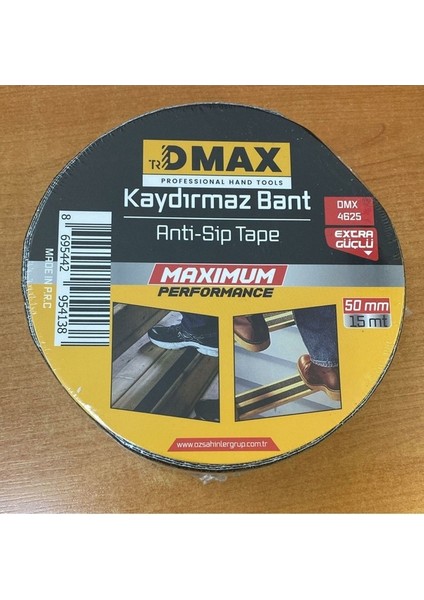 TR DMAX
PROFESSIONAL HAND TOOLS
Kaydırmaz Bant
Anti-Sip Tape
DMX
4625
EXTRA
GÜÇLÜ
MAXIMUM
PERFORMANCE
50 mm
15 mt
8 695442 954138
MADE IN P.R.C
www.ozsahinlergrup.com.tr